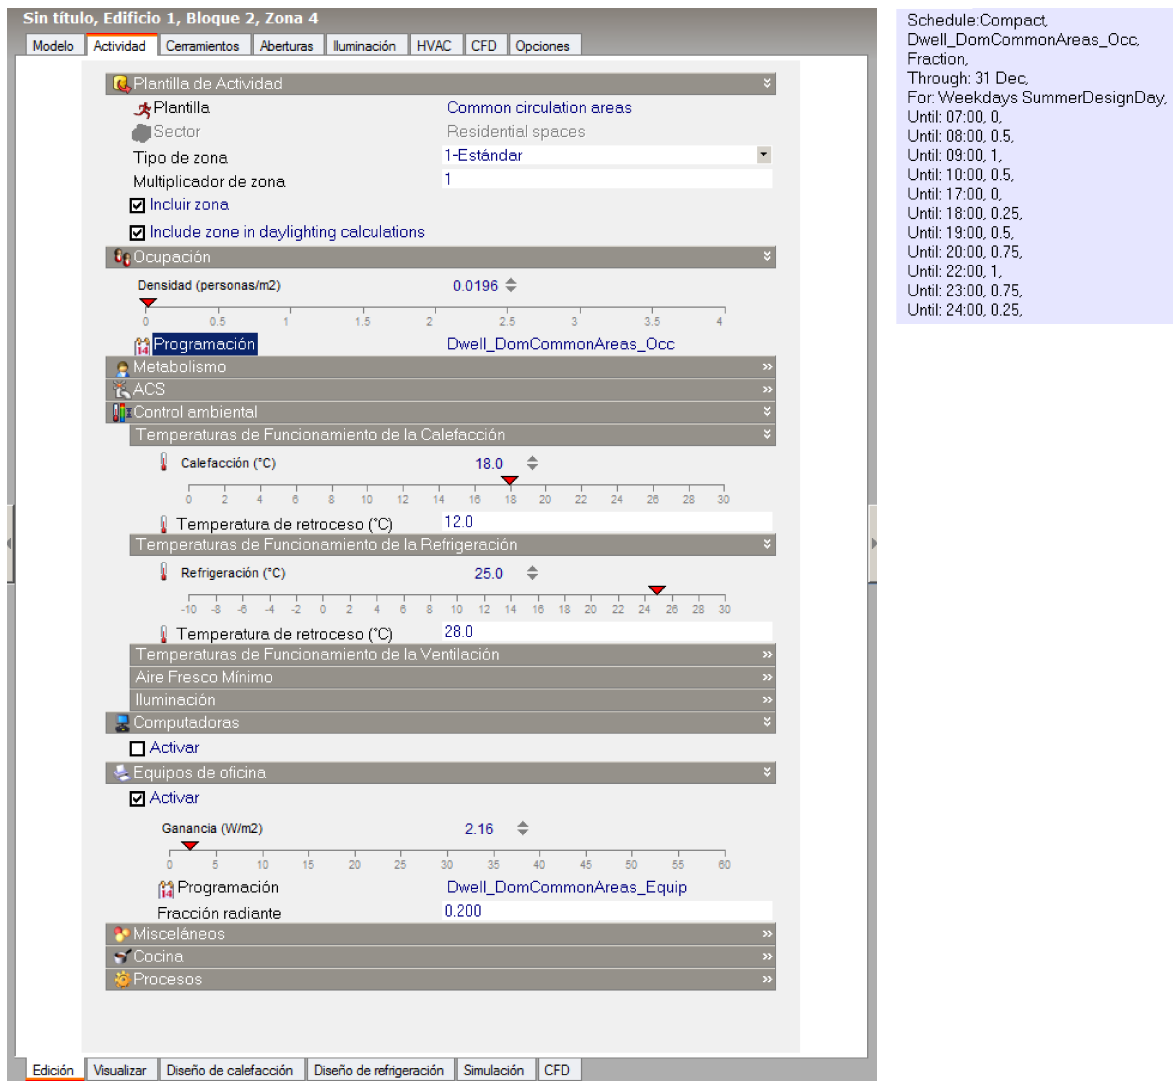 Sin título, Edificio 1, Bloque 2, Zona 4
Modelo Actividad Cerramientos Aberturas Iluminación HVAC CFD Opciones
Plantilla de Actividad
Plantilla Common circulation areas
Sector Residential spaces
Tipo de zona 1-Estándar
Multiplicador de zona 1
Incluir zona
Include zone in daylighting calculations
Ocupación
Densidad (personas/m2) 0.0196
0 0.5 1 1.5 2 2.5 3 3.5 4
14 Programación Dwell_DomCommonAreas_Occ
Metabolismo
ACS
Control ambiental
Temperaturas de Funcionamiento de la Calefacción
Calefacción (°C) 18.0
0 2 4 6 8 10 12 14 16 18 20 22 24 26 28 30
Temperatura de retroceso (°C) 12.0
Temperaturas de Funcionamiento de la Refrigeración
Refrigeración (°C) 25.0
-10 -8 -6 -4 -2 0 2 4 6 8 10 12 14 16 18 20 22 24 26 28 30
Temperatura de retroceso (°C) 28.0
Temperaturas de Funcionamiento de la Ventilación
Aire Fresco Mínimo
Iluminación
Computadoras
Activar
Equipos de oficina
Activar
Ganancia (W/m2) 2.16
0 5 10 15 20 25 30 35 40 45 50 55 60
14 Programación Dwell_DomCommonAreas_Equip
Fracción radiante 0.200
Misceláneos
Cocina
Procesos
Edición Visualizar Diseño de calefacción Diseño de refrigeración Simulación CFD
Schedule:Compact,
Dwell_DomCommonAreas_Occ,
Fraction,
Through: 31 Dec,
For: Weekdays SummerDesignDay,
Until: 07:00, 0,
Until: 08:00, 0.5,
Until: 09:00, 1,
Until: 10:00, 0.5,
Until: 17:00, 0,
Until: 18:00, 0.25,
Until: 19:00, 0.5,
Until: 20:00, 0.75,
Until: 22:00, 1,
Until: 23:00, 0.75,
Until: 24:00, 0.25,